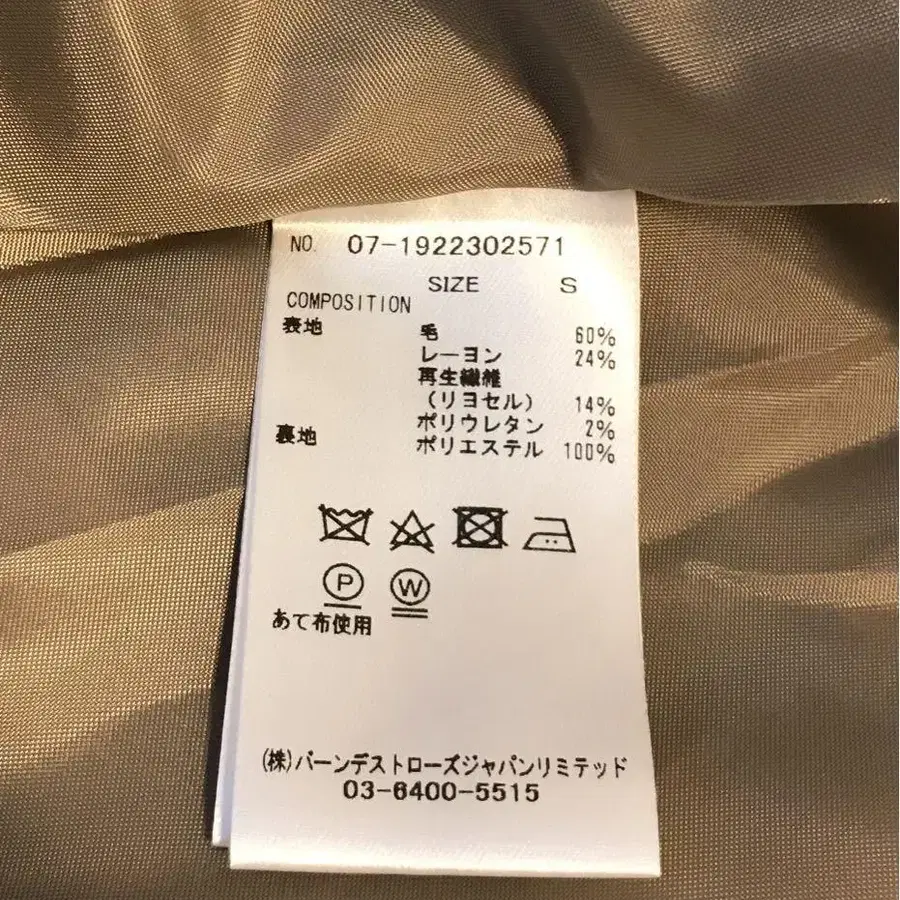 NO. 07-1922302571
SIZE S
COMPOSITION
表地 毛 60%
レーヨン 24%
再生繊維
（リヨセル） 14%
ポリウレタン 2%
裏地 ポリエステル 100%
P W
あて布使用
(株)バーンデストローズジャパンリミテッド
03-6400-5515